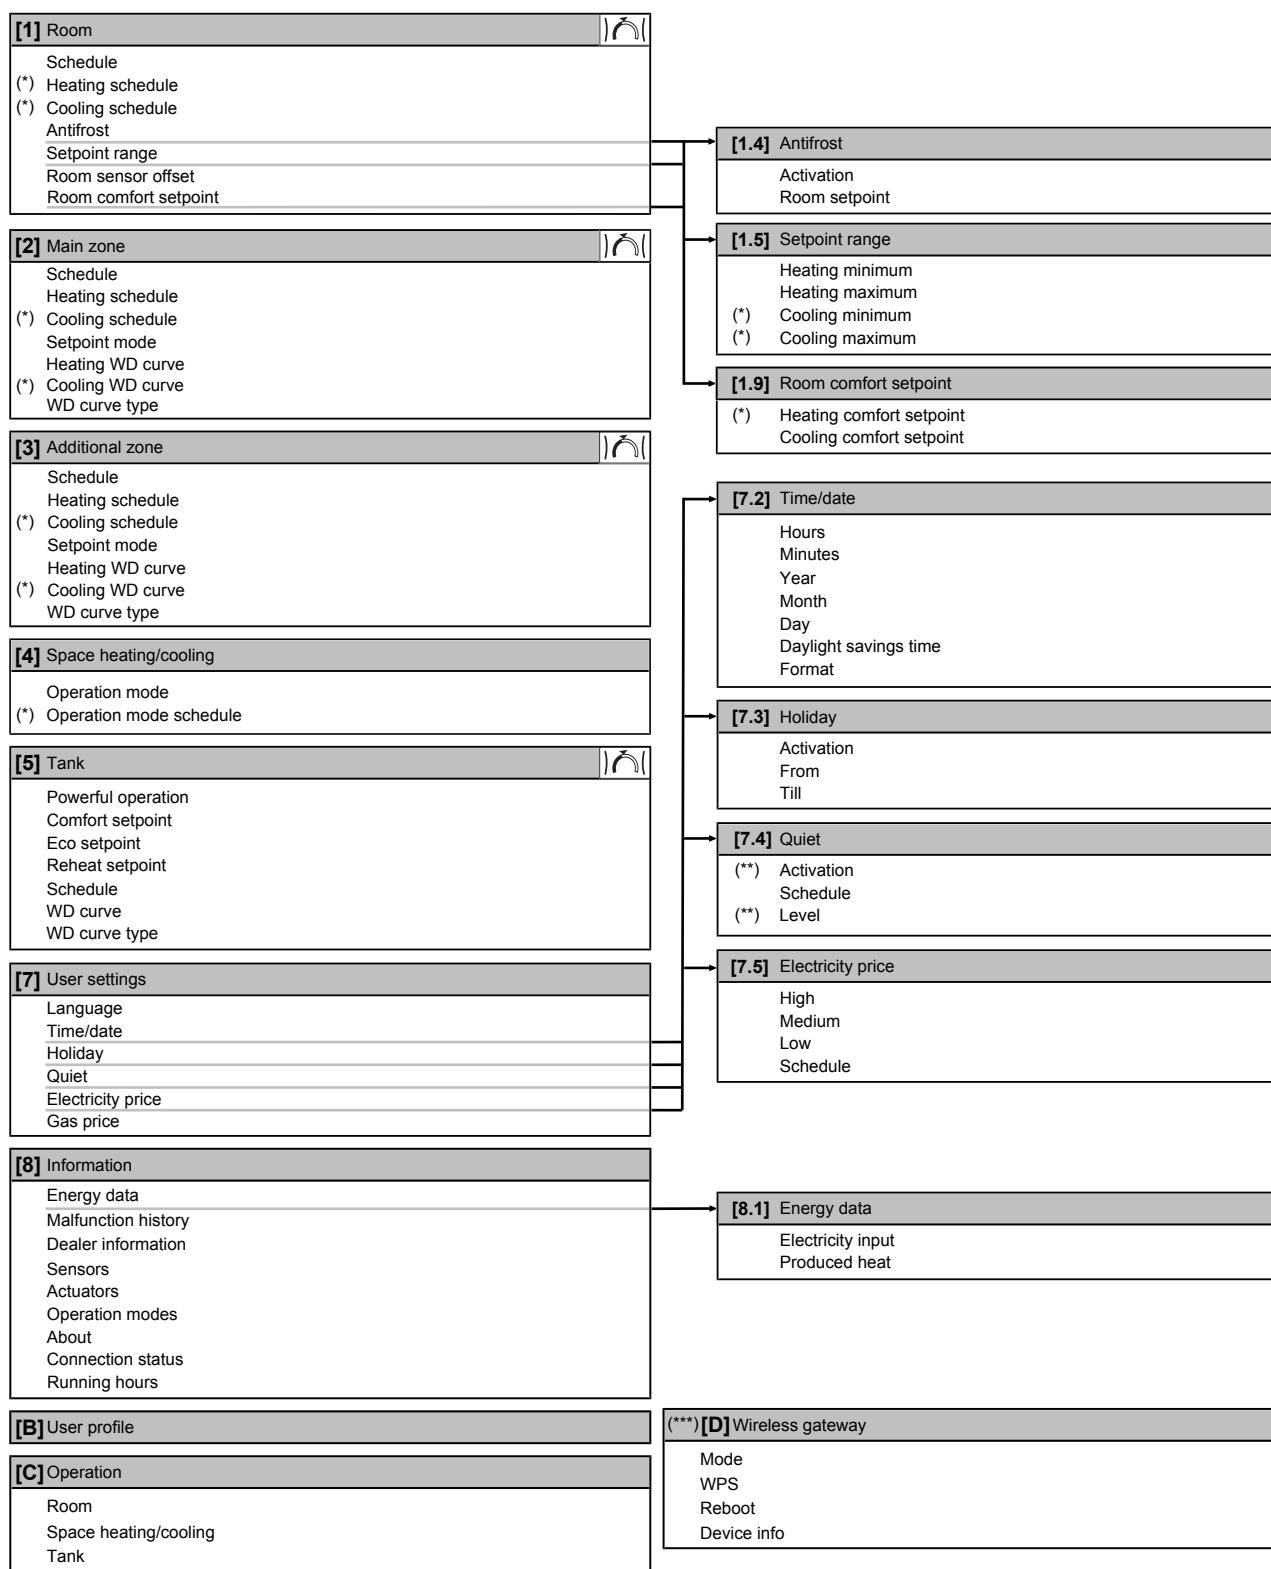 [1] Room
Schedule
(*) Heating schedule
(*) Cooling schedule
Antifrost
Setpoint range
Room sensor offset
Room comfort setpoint
[2] Main zone
Schedule
Heating schedule
(*) Cooling schedule
Setpoint mode
Heating WD curve
(*) Cooling WD curve
WD curve type
[3] Additional zone
Schedule
Heating schedule
(*) Cooling schedule
Setpoint mode
Heating WD curve
(*) Cooling WD curve
WD curve type
[4] Space heating/cooling
Operation mode
(*) Operation mode schedule
[5] Tank
Powerful operation
Comfort setpoint
Eco setpoint
Reheat setpoint
Schedule
WD curve
WD curve type
[7] User settings
Language
Time/date
Holiday
Quiet
Electricity price
Gas price
[8] Information
Energy data
Malfunction history
Dealer information
Sensors
Actuators
Operation modes
About
Connection status
Running hours
[B] User profile
[C] Operation
Room
Space heating/cooling
Tank
[1.4] Antifrost
Activation
Room setpoint
[1.5] Setpoint range
Heating minimum
Heating maximum
(*) Cooling minimum
(*) Cooling maximum
[1.9] Room comfort setpoint
(*) Heating comfort setpoint
Cooling comfort setpoint
[7.2] Time/date
Hours
Minutes
Year
Month
Day
Daylight savings time
Format
[7.3] Holiday
Activation
From
Till
[7.4] Quiet
(**) Activation
Schedule
(**) Level
[7.5] Electricity price
High
Medium
Low
Schedule
[8.1] Energy data
Electricity input
Produced heat
(***) [D] Wireless gateway
Mode
WPS
Reboot
Device info